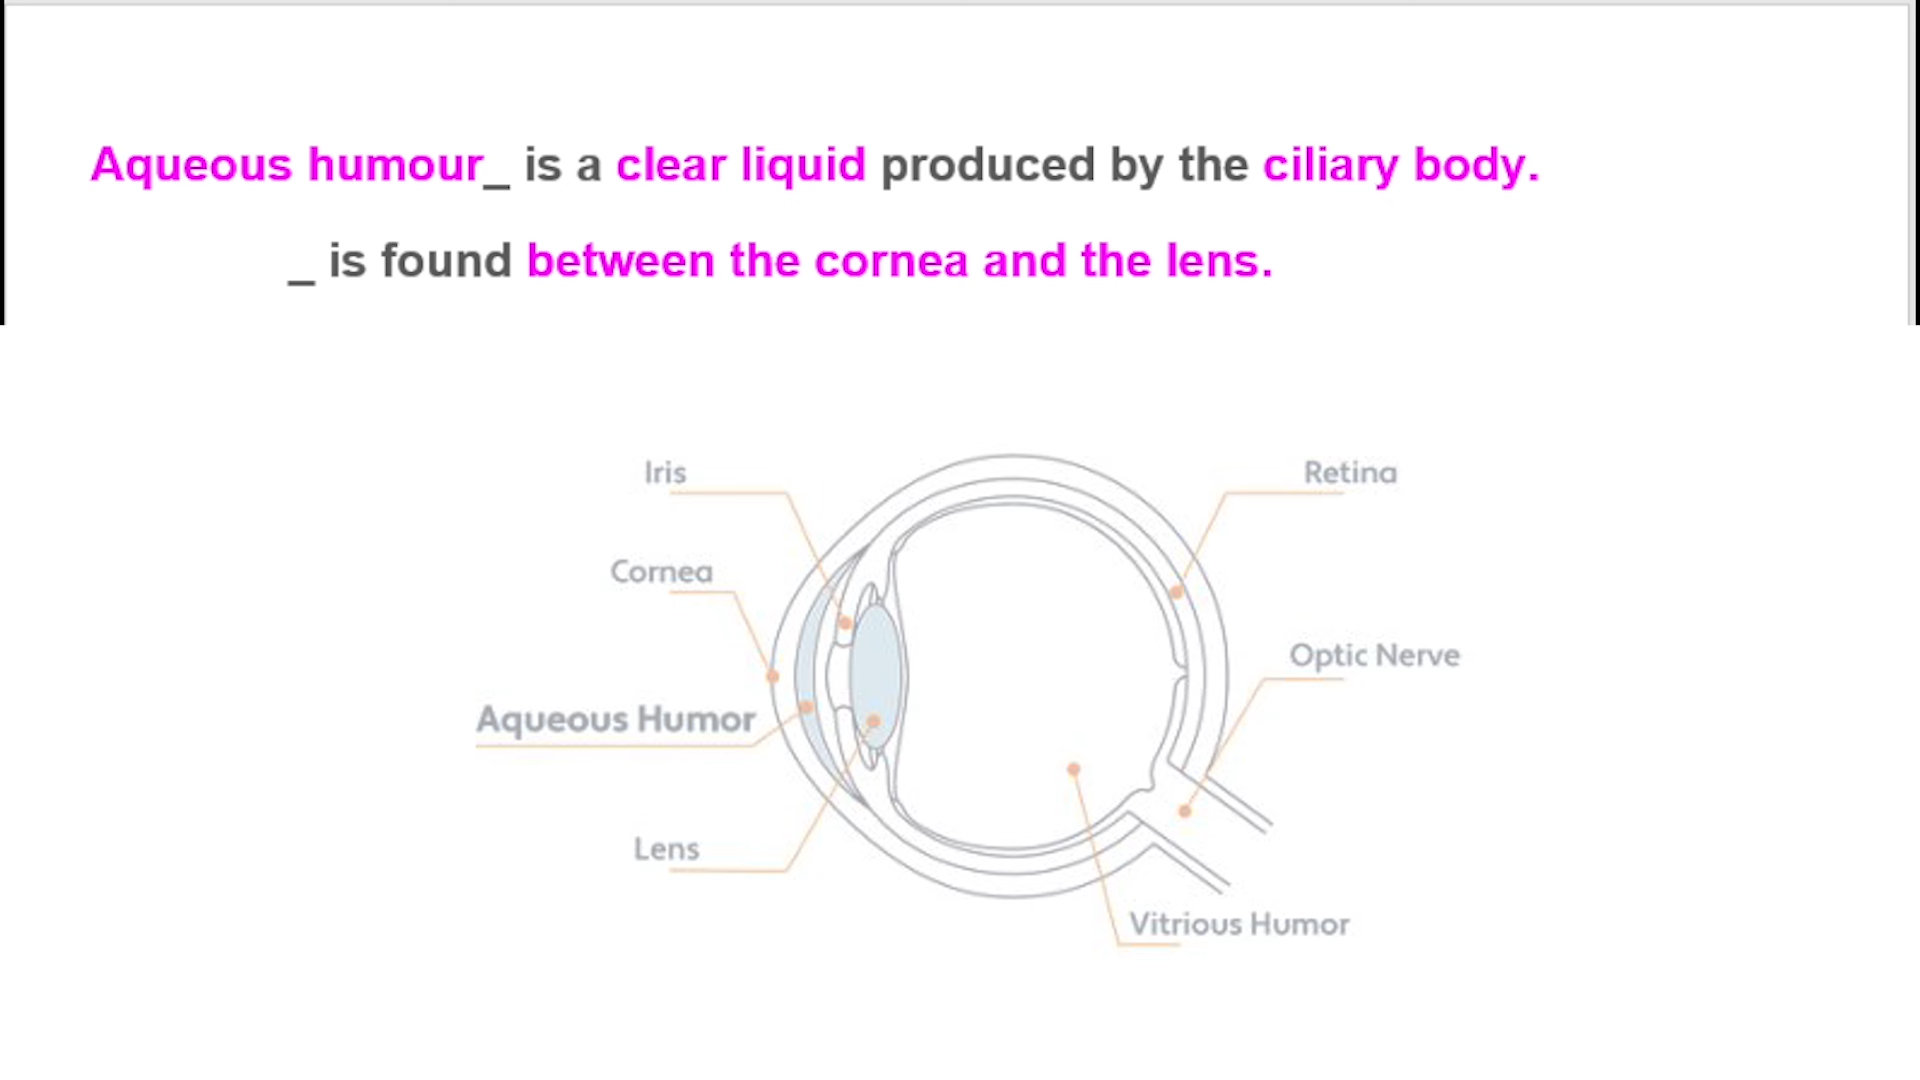 Aqueous humour_ is a clear liquid produced by the ciliary body.
_ is found between the cornea and the lens.
Iris
Retina
Cornea
Optic Nerve
Aqueous Humor
Lens
Vitrious Humor